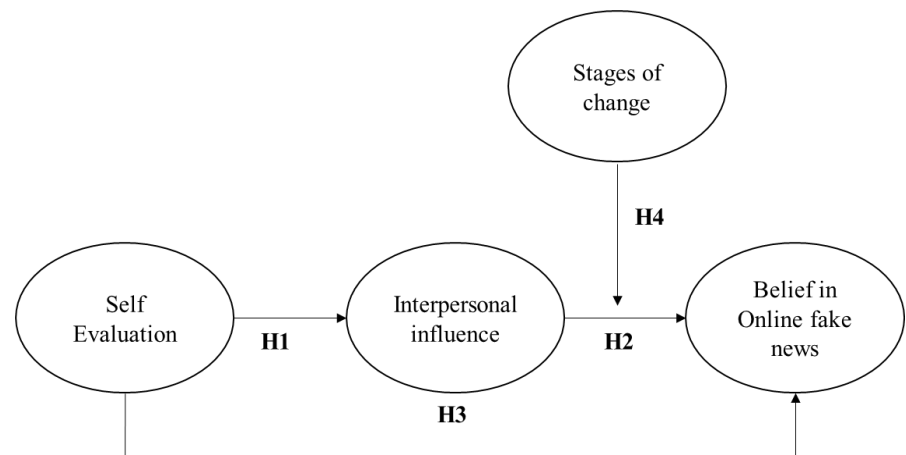 Stages of
change
H4
Self
Evaluation
H1
Interpersonal
influence
H2
Belief in
Online fake
news
H3